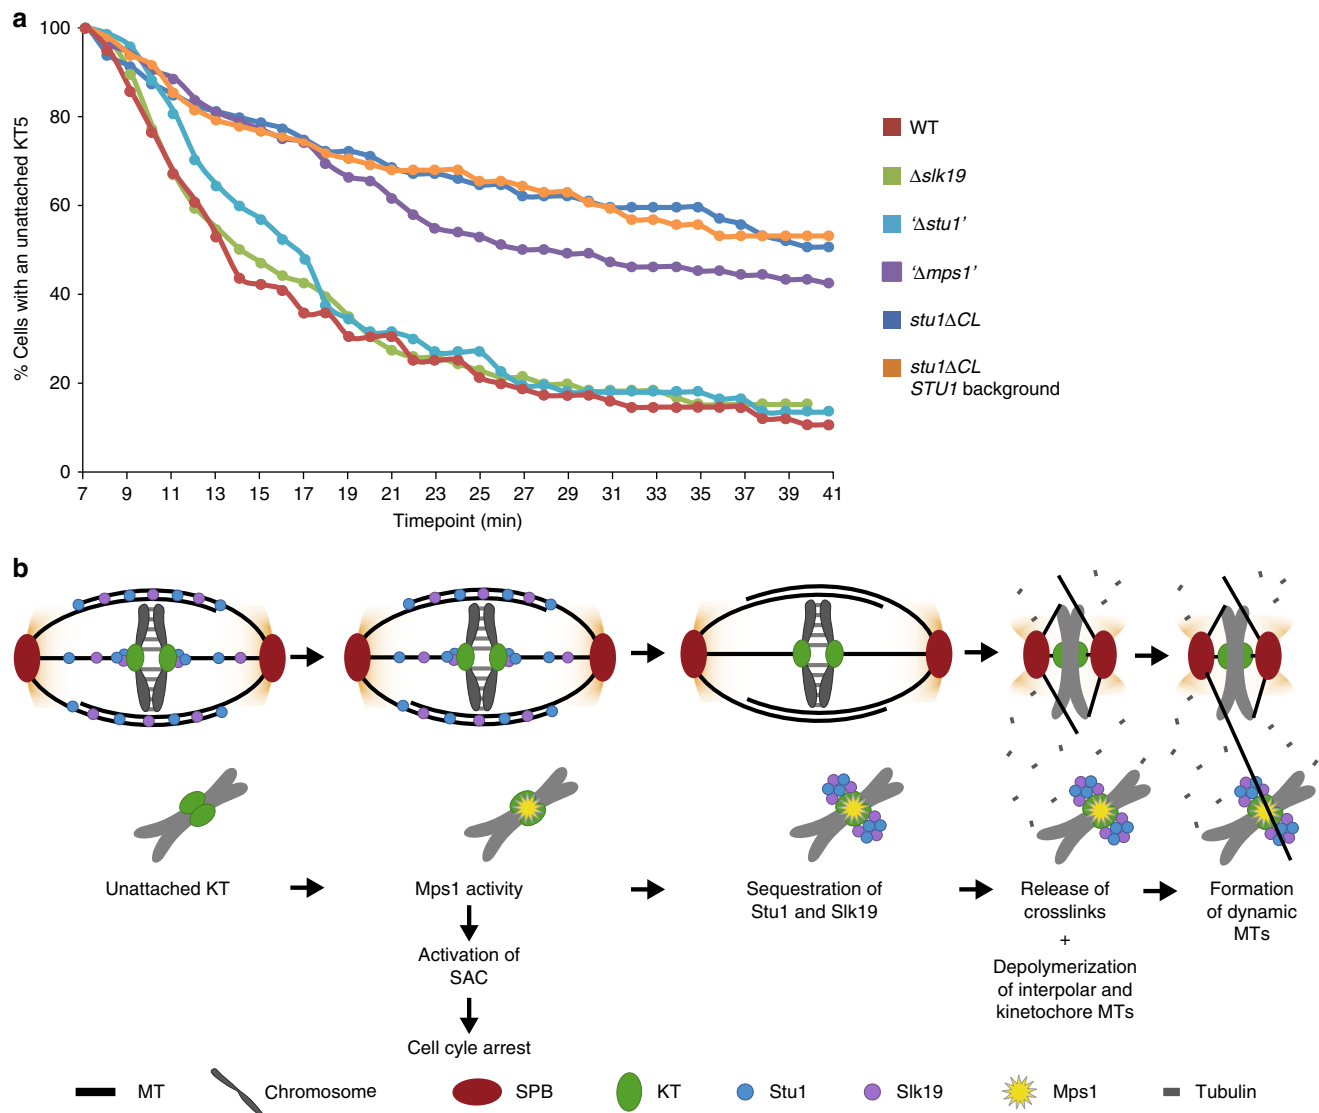 a
% Cells with an unattached KT5
100
80
60
40
20
0
7 9 11 13 15 17 19 21 23 25 27 29 31 33 35 37 39 41
Timepoint (min)
WT
Δslk19
‘Δstu1’
‘Δmps1’
stu1ΔCL
stu1ΔCL
STU1 background
b
Unattached KT
Mps1 activity
Activation of
SAC
Cell cyle arrest
Sequestration of
Stu1 and Slk19
Release of
crosslinks
+
Depolymerization
of interpolar and
kinetochore MTs
Formation
of dynamic
MTs
MT
Chromosome
SPB
KT
Stu1
Slk19
Mps1
Tubulin